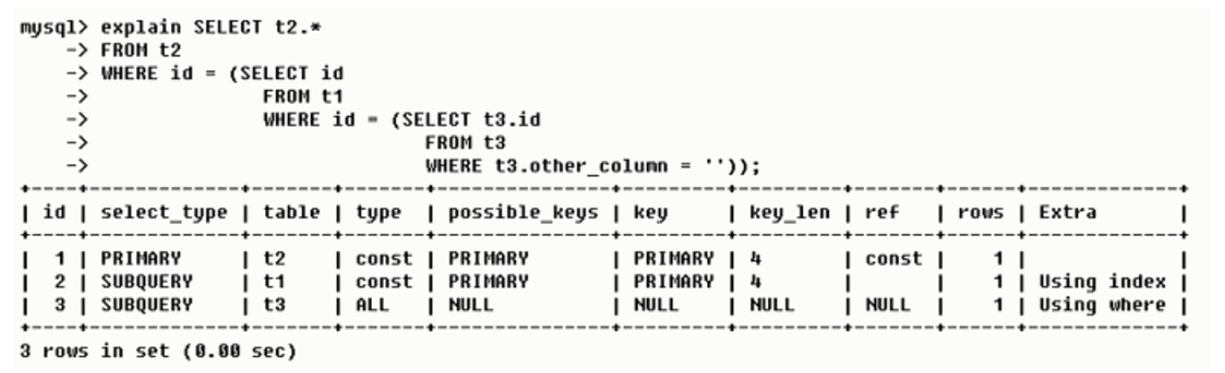 mysql> explain SELECT t2.*
    -> FROM t2
    -> WHERE id = (SELECT id
    ->             FROM t1
    ->             WHERE id = (SELECT t3.id
    ->                         FROM t3
    ->                         WHERE t3.other_column = ''));
+----+-------------+-------+-------+---------------+---------+---------+-------+------+-------------+
| id | select_type | table | type  | possible_keys | key     | key_len | ref   | rows | Extra       |
+----+-------------+-------+-------+---------------+---------+---------+-------+------+-------------+
|  1 | PRIMARY     | t2    | const | PRIMARY       | PRIMARY | 4       | const |    1 |             |
|  2 | SUBQUERY    | t1    | const | PRIMARY       | PRIMARY | 4       |       |    1 | Using index |
|  3 | SUBQUERY    | t3    | ALL   | NULL          | NULL    | NULL    | NULL  |    1 | Using where |
+----+-------------+-------+-------+---------------+---------+---------+-------+------+-------------+
3 rows in set (0.00 sec)